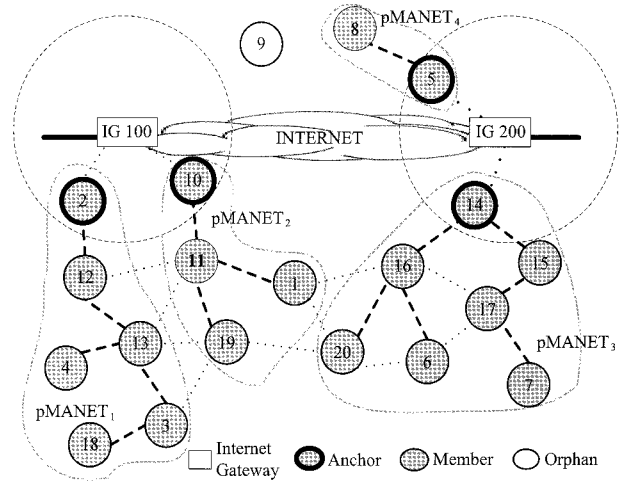 pMANET4
8
9
5
IG 100
INTERNET
IG 200
2
10
14
pMANET2
12
11
1
16
15
17
4
13
19
20
6
pMANET3
7
pMANET1
3
18
Internet
Gateway
Anchor
Member
Orphan